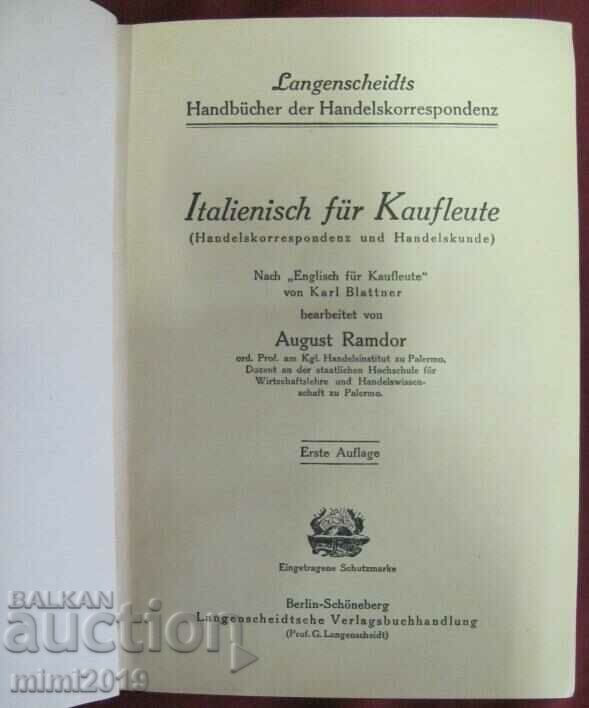 Langenscheidts
Handbücher der Handelskorrespondenz
Italienisch für Kaufleute
(Handelskorrespondenz und Handelskunde)
Nach „Englisch für Kaufleute“
von Karl Blattner
bearbeitet von
August Ramdor
ord. Prof. am Kgl. Handelsinstitut zu Palermo,
Dozent an der staatlichen Hochschule für
Wirtschaftslehre und Handelswissen-
schaft zu Palermo.
Erste Auflage
Eingetragene Schutzmarke
Berlin-Schöneberg
Langenscheidtsche Verlagsbuchhandlung
(Prof. G. Langenscheidt)
BALKAN
auction
mimi2019